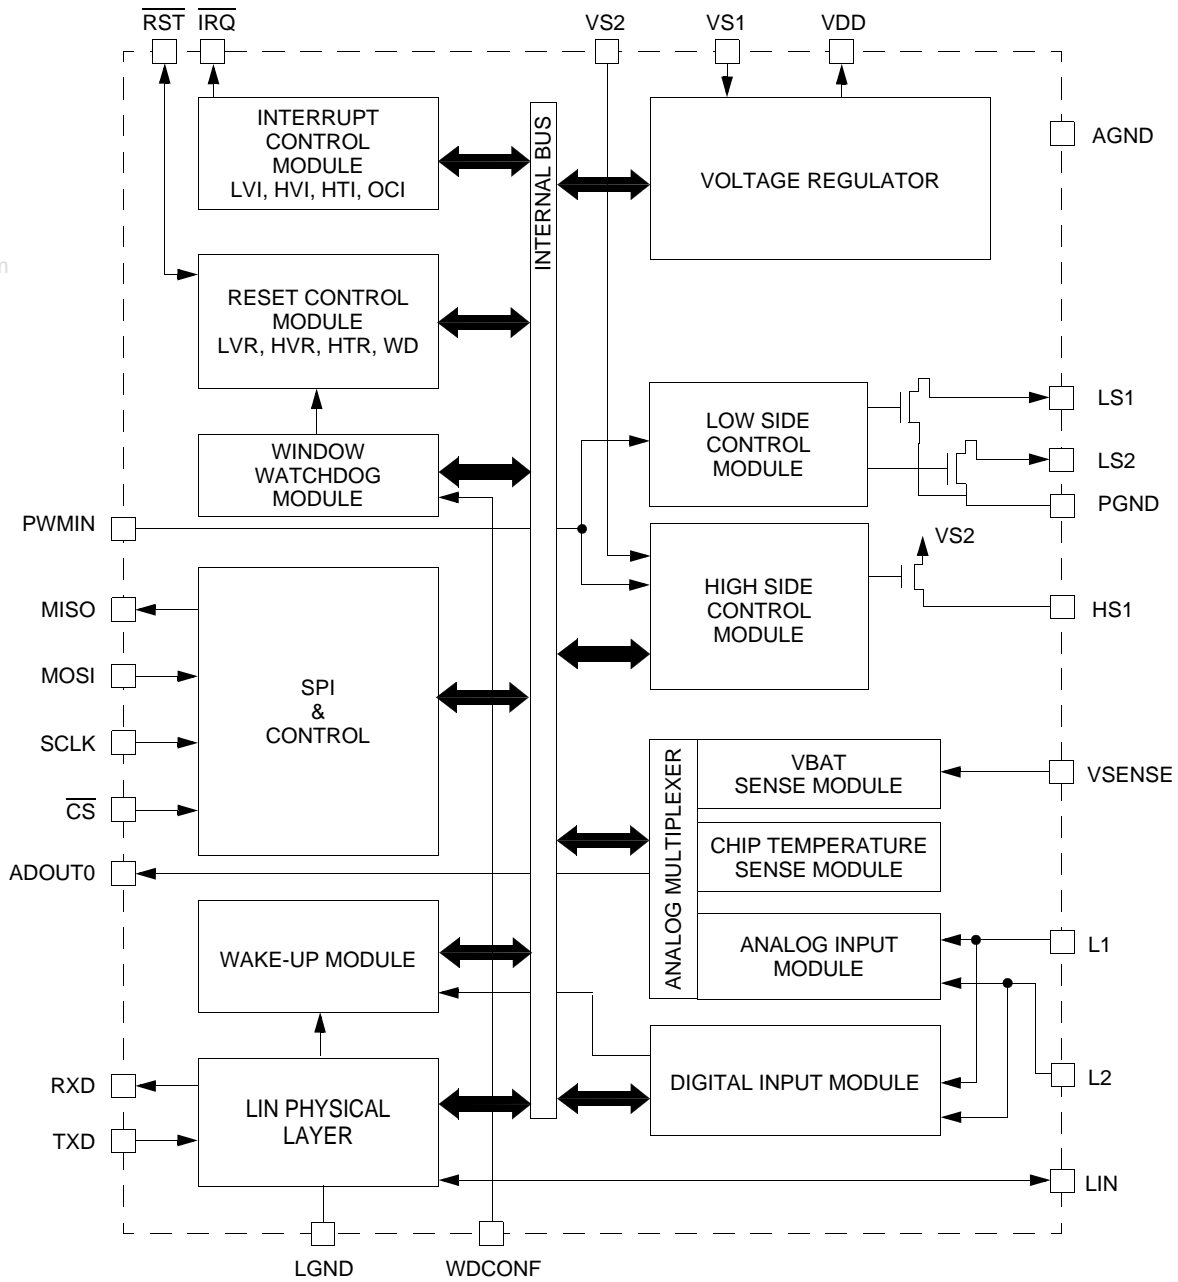 RST IRQ VS2 VS1 VDD
INTERRUPT
CONTROL
MODULE
LVI, HVI, HTI, OCI
INTERNAL BUS
VOLTAGE REGULATOR
AGND
m
RESET CONTROL
MODULE
LVR, HVR, HTR, WD
WINDOW
WATCHDOG
MODULE
LOW SIDE
CONTROL
MODULE
LS1
LS2
PGND
PWMIN
VS2
HIGH SIDE
CONTROL
MODULE
HS1
MISO
MOSI
SCLK
CS
SPI
&
CONTROL
ANALOG MULTIPLEXER
VBAT
SENSE MODULE
VSENSE
CHIP TEMPERATURE
SENSE MODULE
ADOUT0
WAKE-UP MODULE
ANALOG INPUT
MODULE
L1
DIGITAL INPUT MODULE
L2
RXD
TXD
LIN PHYSICAL
LAYER
LIN
LGND
WDCONF